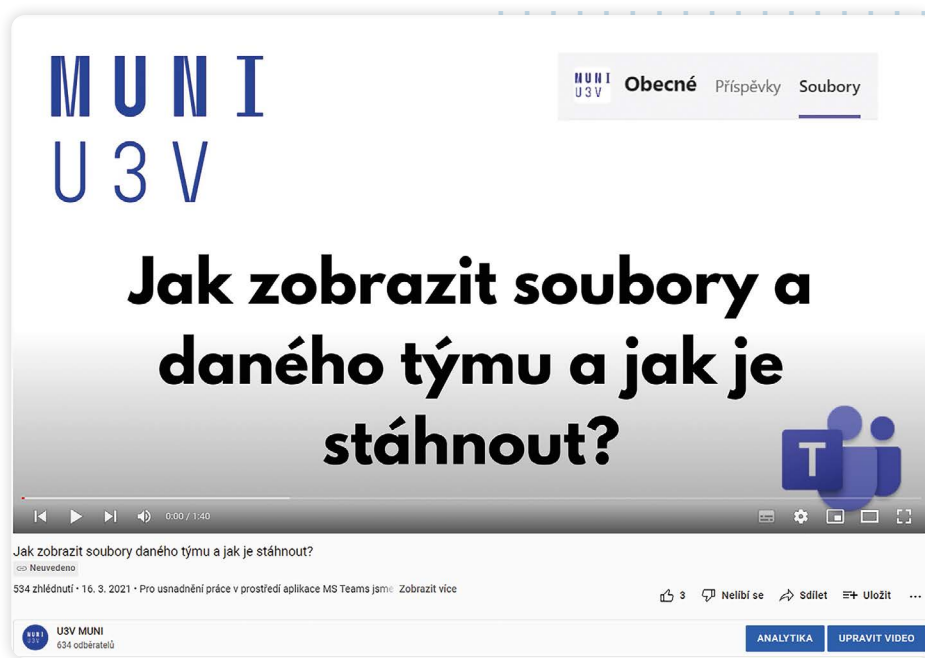 MUNI
U3V
MUNI
U3V
Obecné Příspěvky Soubory
Jak zobrazit soubory a
daného týmu a jak je
stáhnout?
T
0:00 / 1:40
Jak zobrazit soubory daného týmu a jak je stáhnout?
Neuvedeno
534 zhlédnutí • 16. 3. 2021 • Pro usnadnění práce v prostředí aplikace MS Teams jsme Zobrazit více
3 Nelíbí se Sdílet Uložit ...
MUNI
U3V
U3V MUNI
634 odběratelů
ANALYTIKA UPRAVIT VIDEO